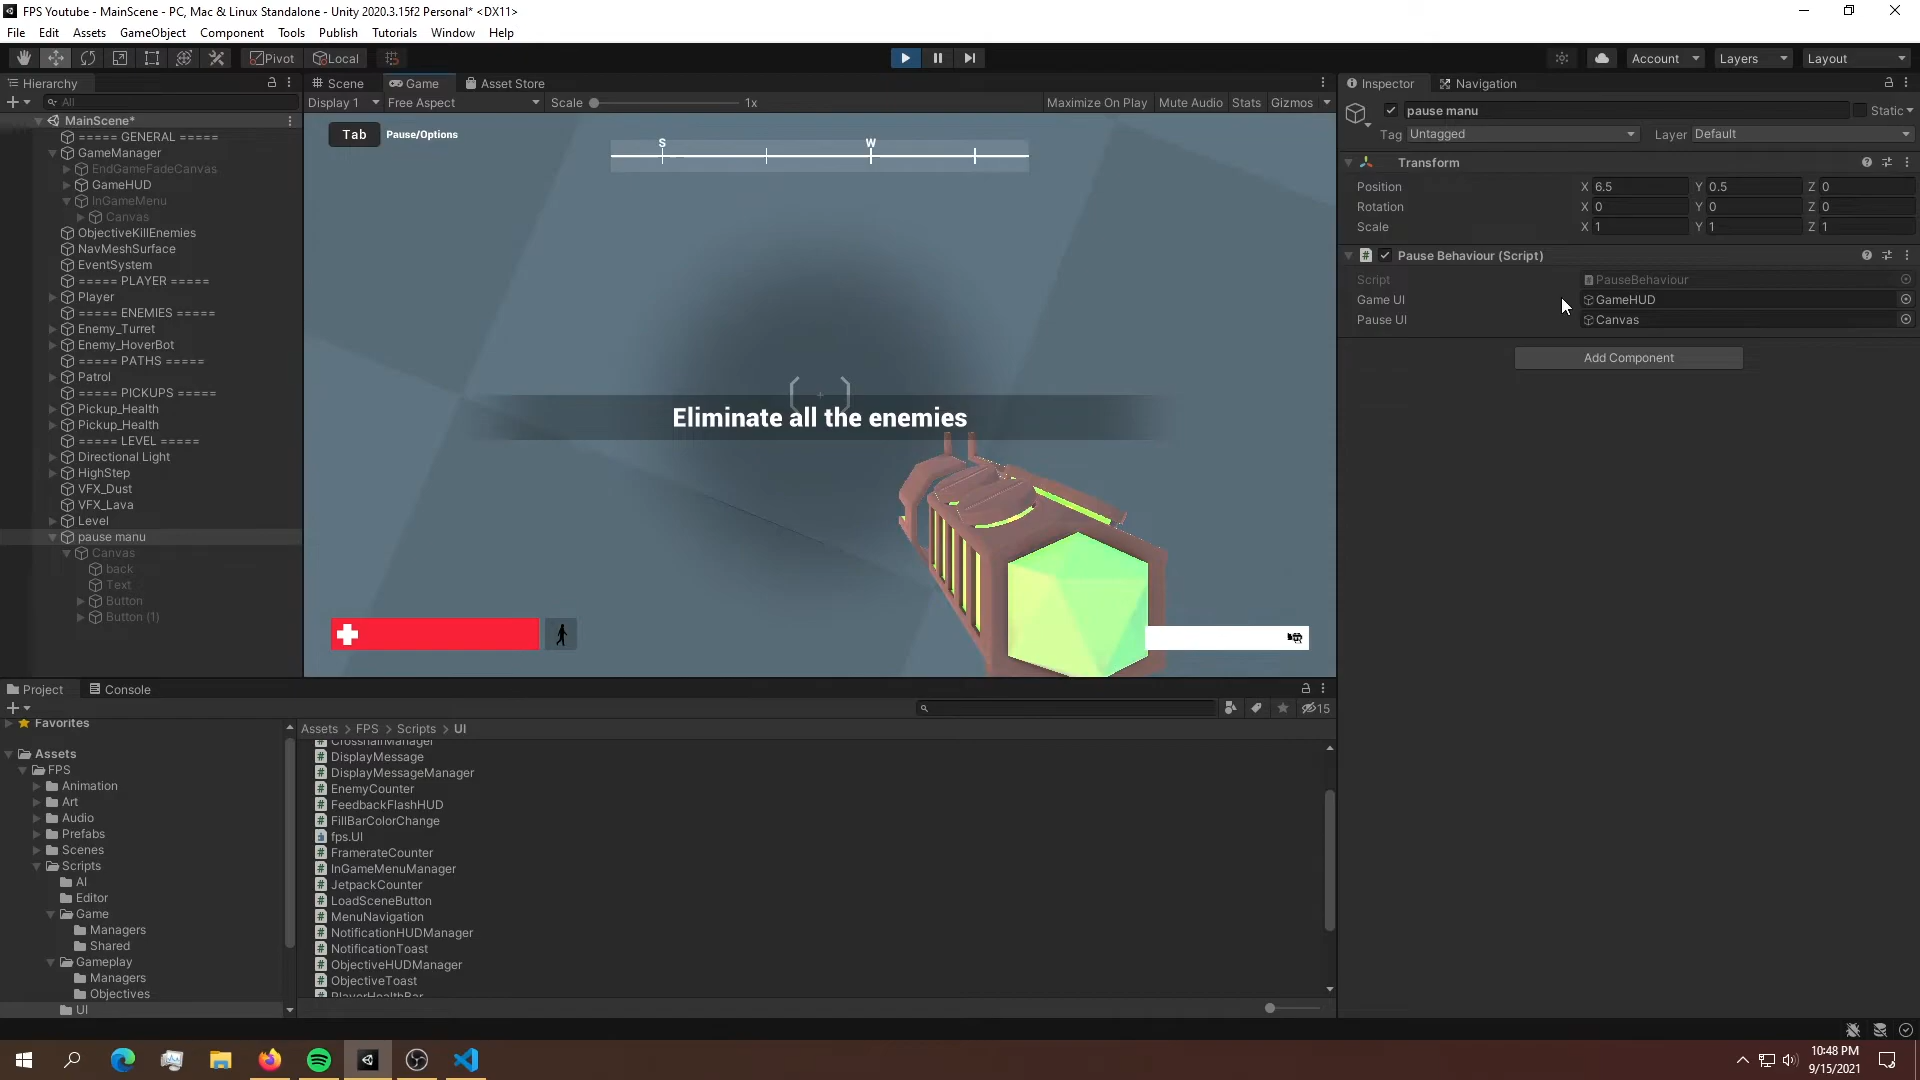 FPS Youtube - MainScene - PC, Mac & Linux Standalone - Unity 2020.3.15f2 Personal* <DX11>
File Edit Assets GameObject Component Tools Publish Tutorials Window Help
Pivot Local Account Layers Layout
Hierarchy
All
MainScene*
===== GENERAL =====
GameManager
EndGameFadeCanvas
GameHUD
InGameMenu
Canvas
ObjectiveKillEnemies
NavMeshSurface
EventSystem
===== PLAYER =====
Player
===== ENEMIES =====
Enemy_Turret
Enemy_HoverBot
===== PATHS =====
Patrol
===== PICKUPS =====
Pickup_Health
Pickup_Health
===== LEVEL =====
Directional Light
HighStep
VFX_Dust
VFX_Lava
Level
pause manu
Canvas
back
Text
Button
Button (1)
Scene Game Asset Store
Display 1 Free Aspect Scale 1x Maximize On Play Mute Audio Stats Gizmos
Tab Pause/Options
S W
Eliminate all the enemies
Inspector Navigation
pause manu Static
Tag Untagged Layer Default
Transform
Position X 6.5 Y 0.5 Z 0
Rotation X 0 Y 0 Z 0
Scale X 1 Y 1 Z 1
# Pause Behaviour (Script)
Script PauseBehaviour
Game UI GameHUD
Pause UI Canvas
Add Component
Project Console
15
Favorites
Assets
FPS
Animation
Art
Audio
Prefabs
Scenes
Scripts
AI
Editor
Game
Managers
Shared
Gameplay
Managers
Objectives
UI
Assets > FPS > Scripts > UI
CrosshairManager
DisplayMessage
DisplayMessageManager
EnemyCounter
FeedbackFlashHUD
FillBarColorChange
fps.UI
FramerateCounter
InGameMenuManager
JetpackCounter
LoadSceneButton
MenuNavigation
NotificationHUDManager
NotificationToast
ObjectiveHUDManager
ObjectiveToast
PlayerHealthBar
10:48 PM
9/15/2021